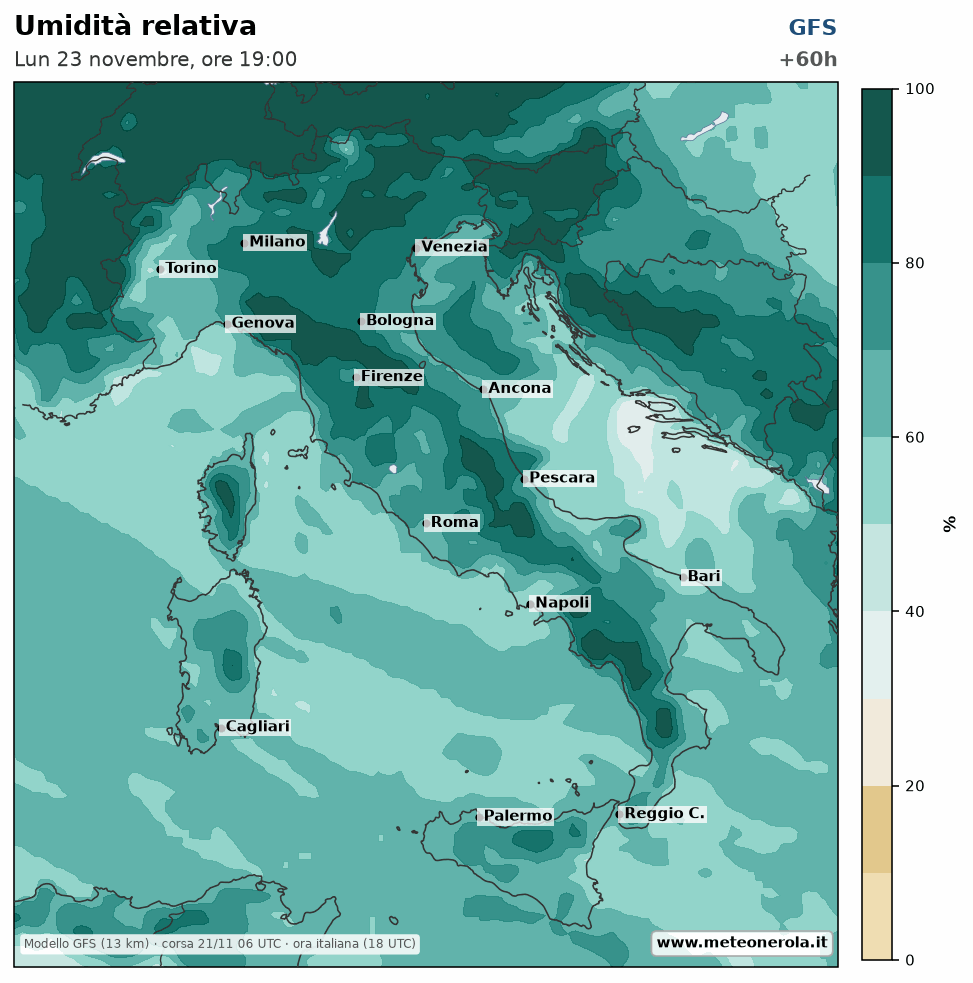 Umidità relativa
GFS
Lun 23 novembre, ore 19:00
+60h
100
80
60
40
20
0
%
Milano
Venezia
Torino
Genova
Bologna
Firenze
Ancona
Pescara
Roma
Bari
Napoli
Cagliari
Palermo
Reggio C.
Modello GFS (13 km) · corsa 21/11 06 UTC · ora italiana (18 UTC)
www.meteonerola.it